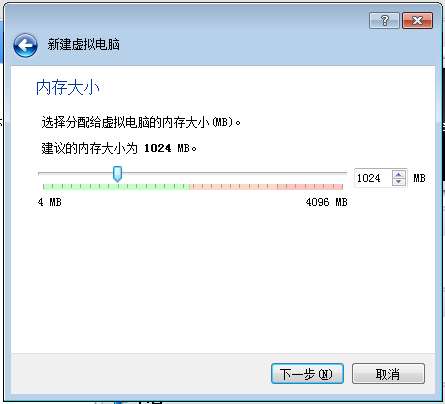 新建虚拟电脑
内存大小
选择分配给虚拟电脑的内存大小(MB)。
建议的内存大小为 1024 MB。
1024 MB
4 MB 4096 MB
下一步(N) 取消